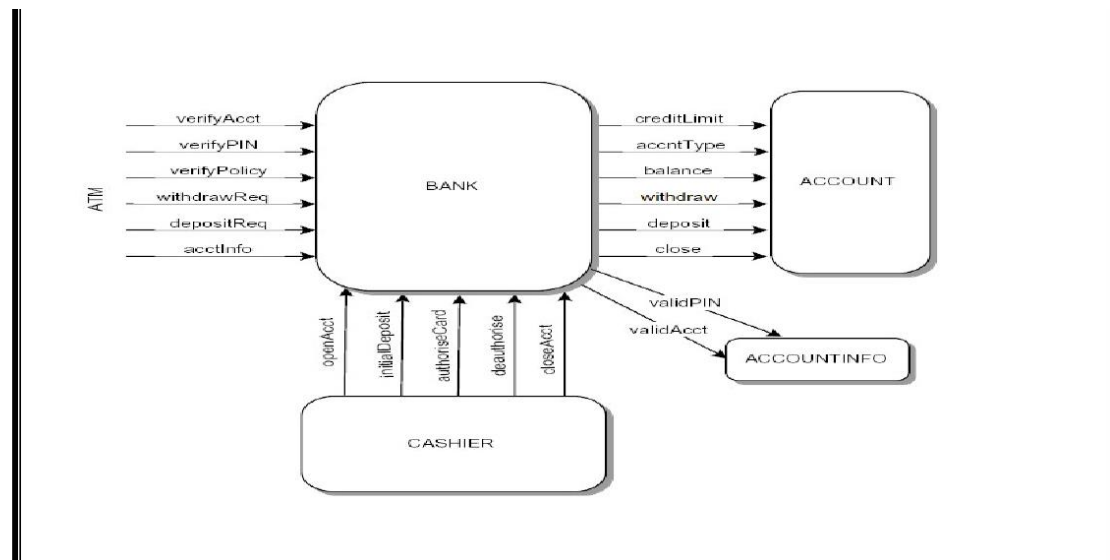 verifyAcct
verifyPIN
verifyPolicy
withdrawReq
depositReq
acctInfo
ATM
BANK
creditLimit
accntType
balance
withdraw
deposit
close
ACCOUNT
validPIN
validAcct
ACCOUNTINFO
openAcct
initialDeposit
authoriseCard
deauthorise
closeAcct
CASHIER